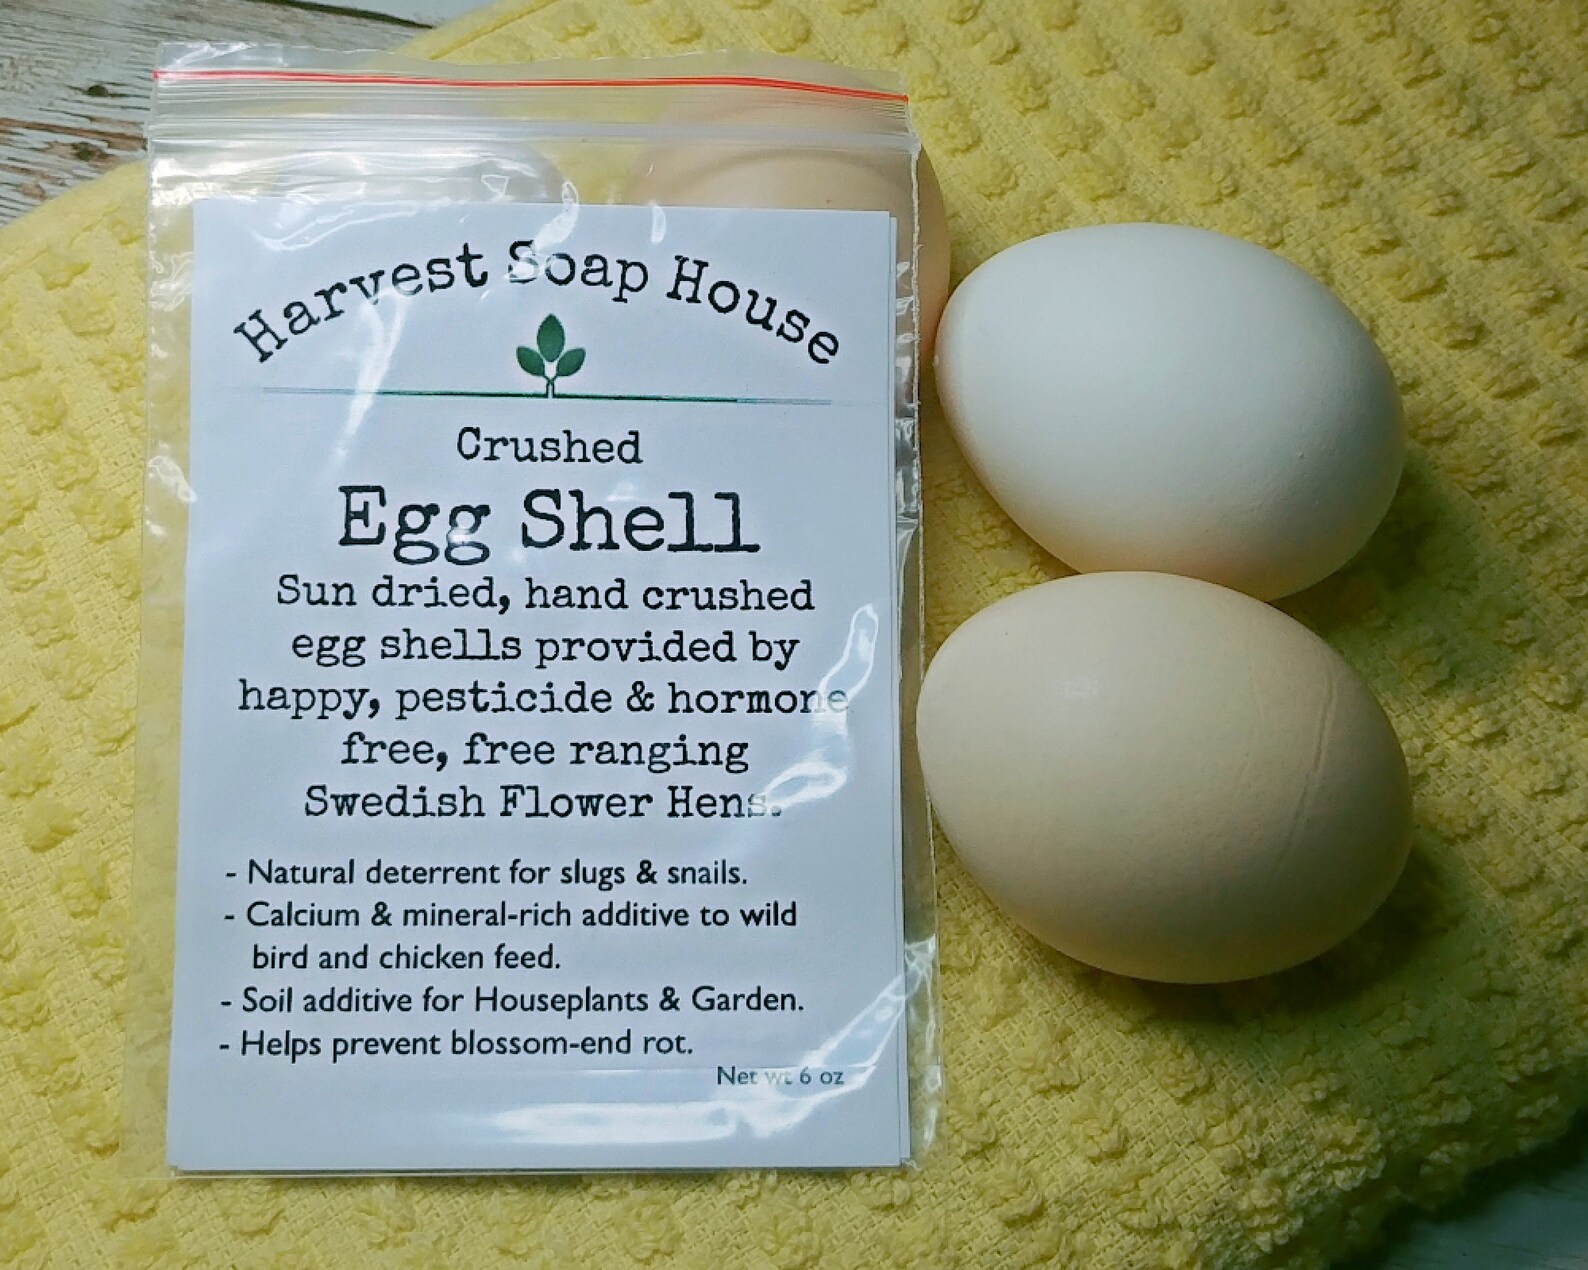 Harvest Soap House
Crushed
Egg Shell
Sun dried, hand crushed
egg shells provided by
happy, pesticide & hormone
free, free ranging
Swedish Flower Hens.
- Natural deterrent for slugs & snails.
- Calcium & mineral-rich additive to wild
bird and chicken feed.
- Soil additive for Houseplants & Garden.
- Helps prevent blossom-end rot.
Net wt 6 oz